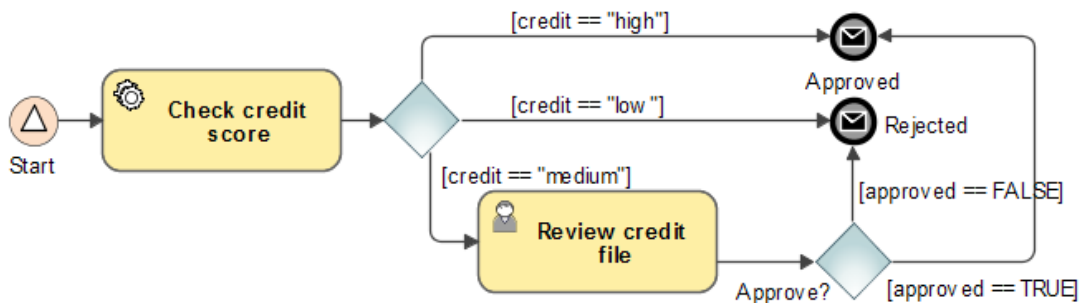 [credit == "high"]
Approved
Check credit
score
[credit == "low "]
Rejected
Start
[credit == "medium"]
[approved == FALSE]
Review credit
file
Approve?
[approved == TRUE]